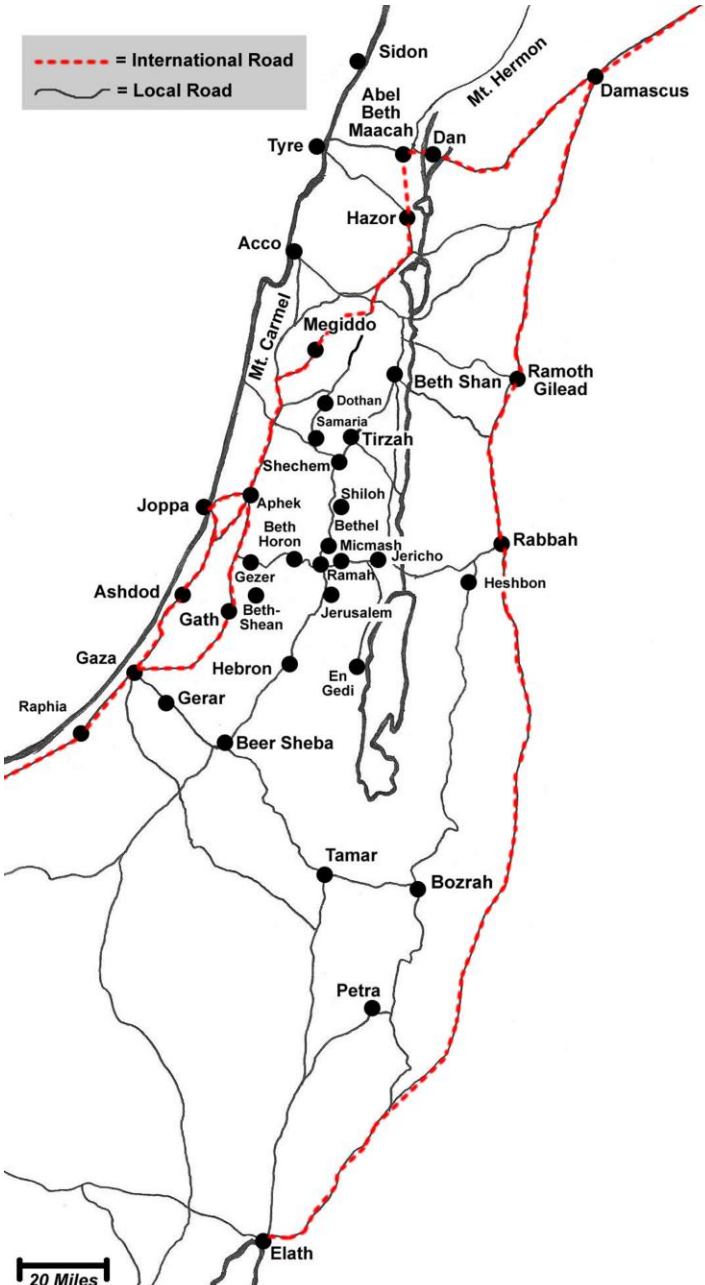 = International Road
= Local Road
Sidon
Mt. Hermon
Damascus
Abel
Beth
Maacah
Dan
Tyre
Hazor
Acco
Mt. Carmel
Megiddo
Beth Shan
Ramoth
Gilead
Dothan
Samaria
Tirzah
Shechem
Joppa
Aphek
Shiloh
Bethel
Beth
Horon
Micmash
Jericho
Rabbah
Gezer
Ramah
Heshbon
Ashdod
Gath
Beth-
Shean
Jerusalem
Gaza
Hebron
En
Gedi
Raphia
Gerar
Beer Sheba
Tamar
Bozrah
Petra
Elath
20 Miles